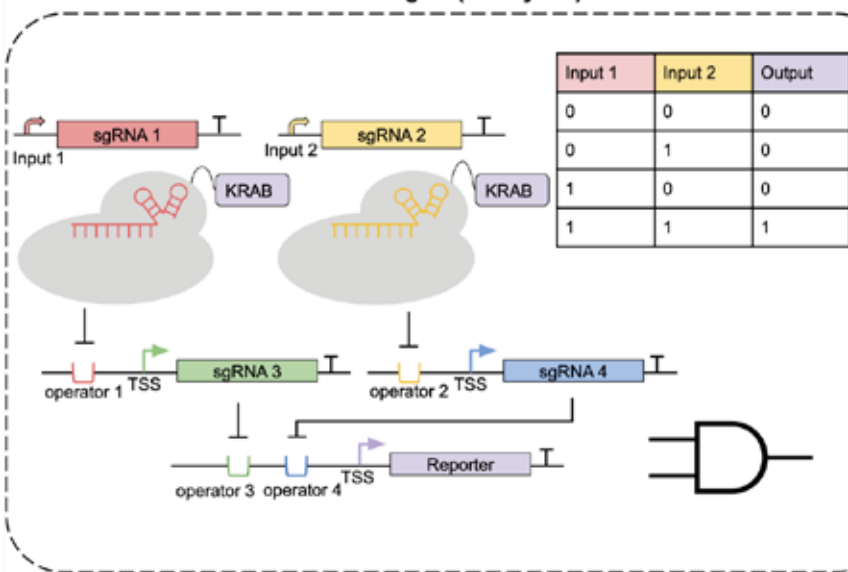 Input 1 Input 2 Output
0 0 0
0 1 0
1 0 0
1 1 1
sgRNA 1
Input 1
sgRNA 2
Input 2
KRAB
KRAB
sgRNA 3
operator 1 TSS
sgRNA 4
operator 2 TSS
Reporter
operator 3 operator 4 TSS